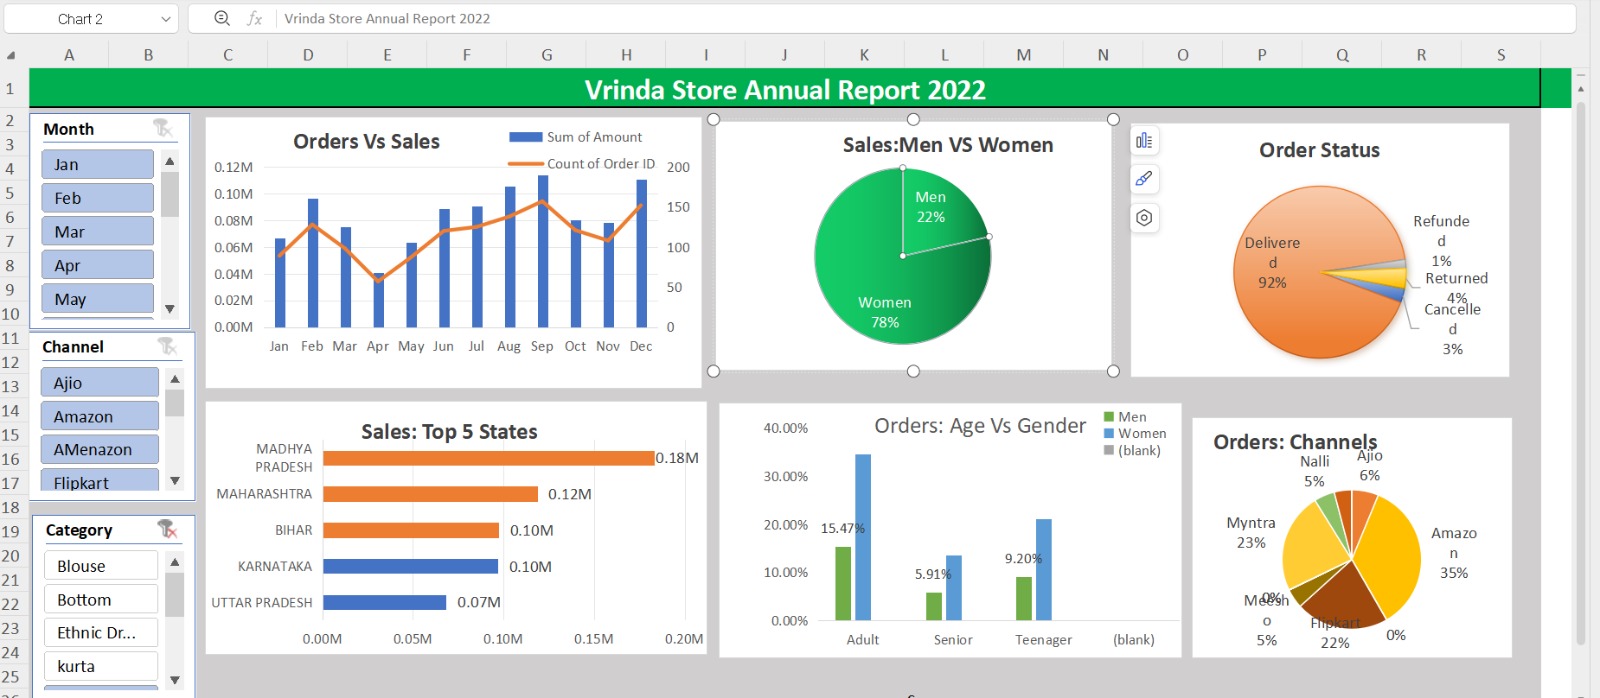 Chart 2
fx Vrinda Store Annual Report 2022
A B C D E F G H I J K L M N O P Q R S
1
2
3
4
5
6
7
8
9
10
11
12
13
14
15
16
17
18
19
20
21
22
23
24
25
Vrinda Store Annual Report 2022
Month
Jan
Feb
Mar
Apr
May
Channel
Ajio
Amazon
AMenazon
Flipkart
Category
Blouse
Bottom
Ethnic Dr...
kurta
Orders Vs Sales
Sum of Amount
Count of Order ID
0.12M
0.10M
0.08M
0.06M
0.04M
0.02M
0.00M
200
150
100
50
0
Jan Feb Mar Apr May Jun Jul Aug Sep Oct Nov Dec
Sales:Men VS Women
Men
22%
Women
78%
Order Status
Delivere
d
92%
Refunde
d
1%
Returned
4%
Cancelle
d
3%
Sales: Top 5 States
MADHYA
PRADESH
0.18M
MAHARASHTRA
0.12M
BIHAR
0.10M
KARNATAKA
0.10M
UTTAR PRADESH
0.07M
0.00M 0.05M 0.10M 0.15M 0.20M
Orders: Age Vs Gender
Men
Women
(blank)
40.00%
30.00%
20.00%
10.00%
0.00%
15.47%
5.91%
9.20%
Adult Senior Teenager (blank)
Orders: Channels
Nalli
5%
Ajio
6%
Myntra
23%
Amazo
n
35%
0%
Meesh
o
5%
Flipkart
22%
0%